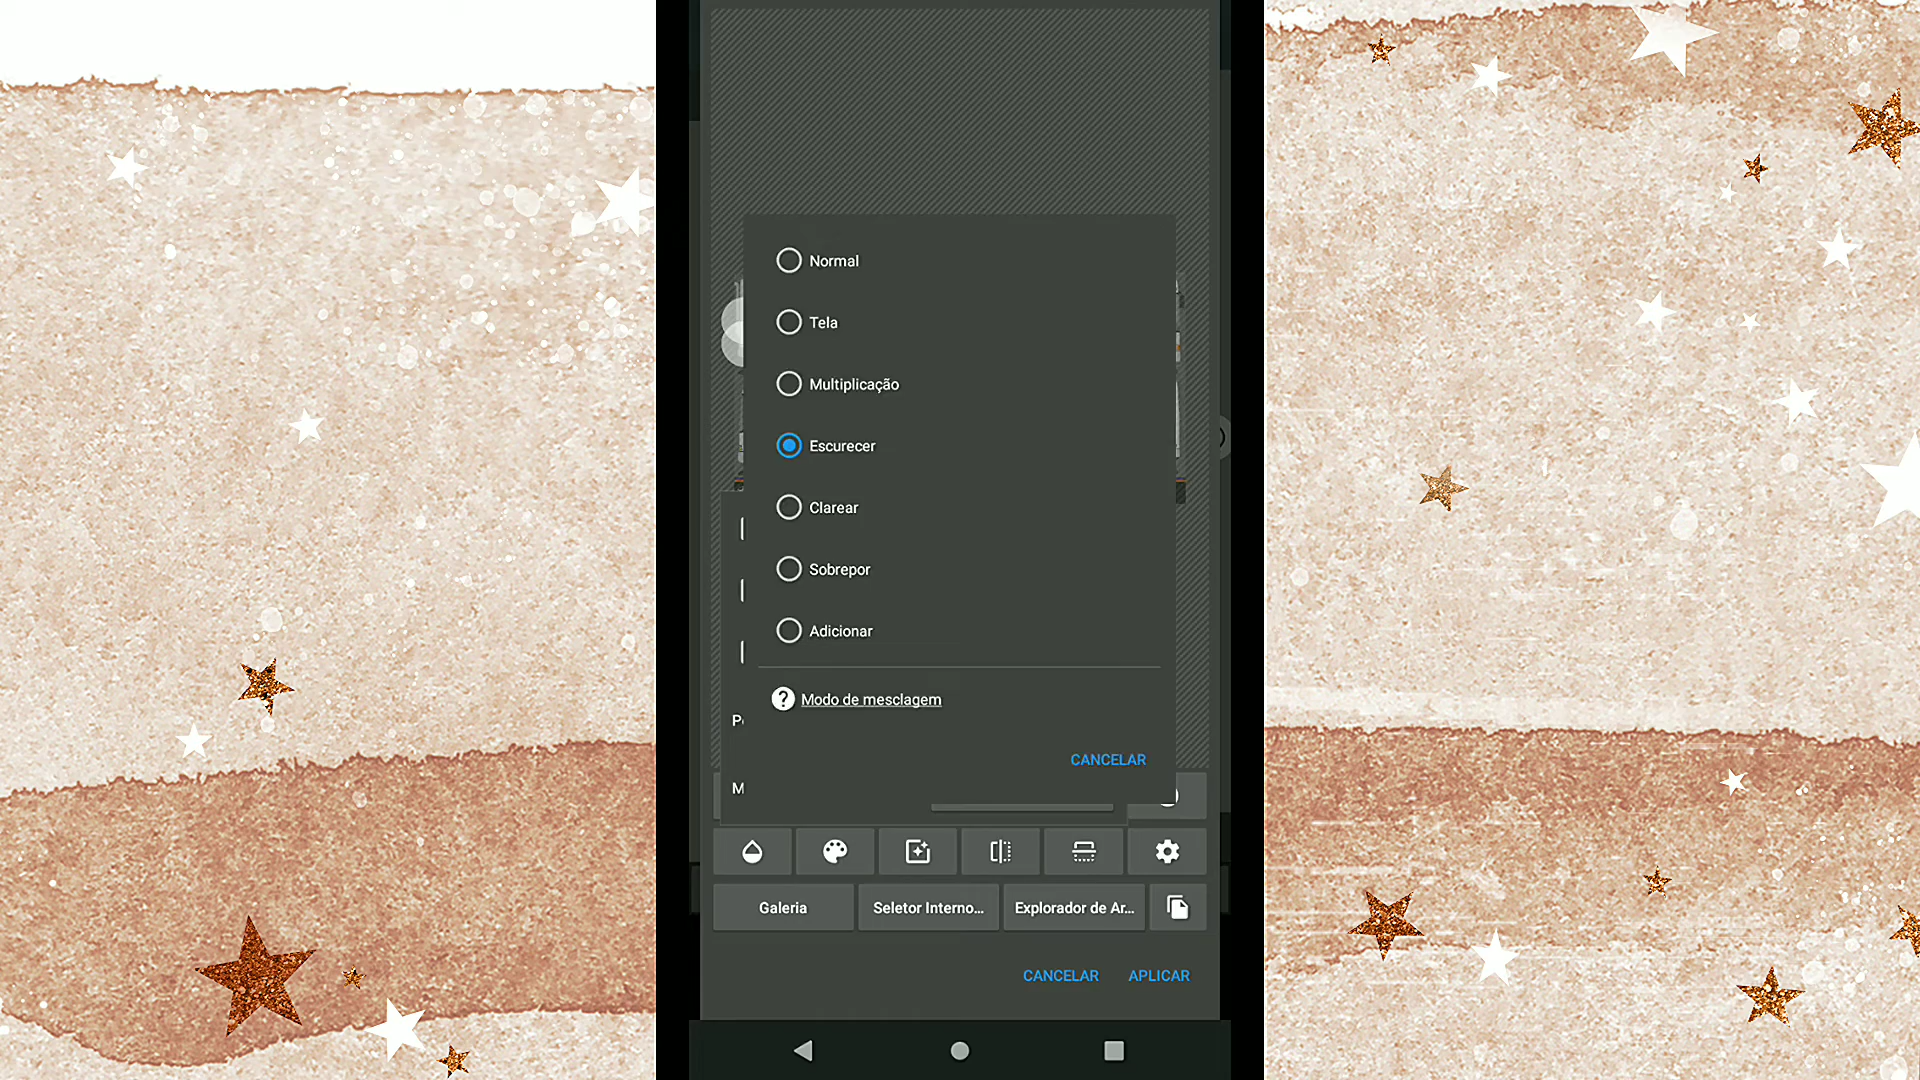 Normal
Tela
Multiplicação
Escurecer
Clarear
Sobrepor
Adicionar
Modo de mesclagem
CANCELAR
Galeria
Seletor Interno...
Explorador de Ar...
CANCELAR
APLICAR